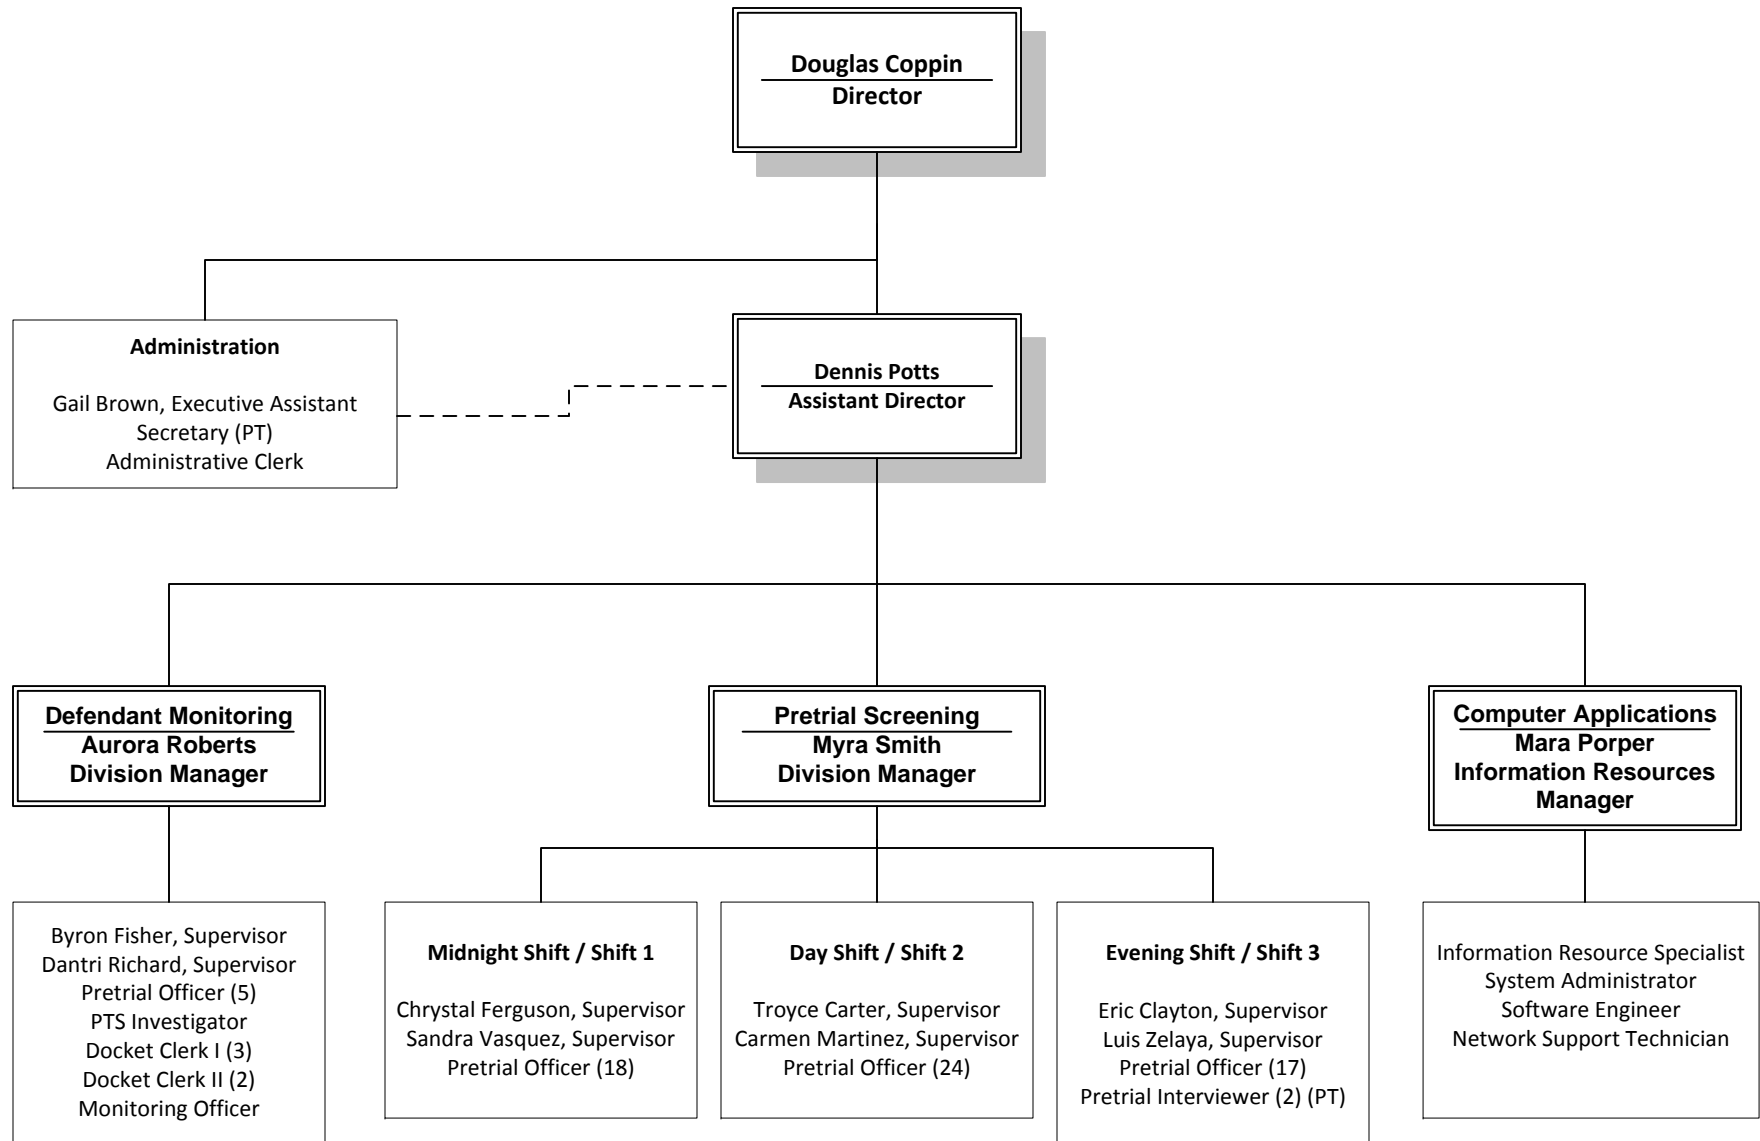 Douglas Coppin
Director
Administration
Gail Brown, Executive Assistant
Secretary (PT)
Administrative Clerk
Dennis Potts
Assistant Director
Defendant Monitoring
Aurora Roberts
Division Manager
Pretrial Screening
Myra Smith
Division Manager
Computer Applications
Mara Porper
Information Resources
Manager
Byron Fisher, Supervisor
Dantri Richard, Supervisor
Pretrial Officer (5)
PTS Investigator
Docket Clerk I (3)
Docket Clerk II (2)
Monitoring Officer
Midnight Shift / Shift 1
Chrystal Ferguson, Supervisor
Sandra Vasquez, Supervisor
Pretrial Officer (18)
Day Shift / Shift 2
Troyce Carter, Supervisor
Carmen Martinez, Supervisor
Pretrial Officer (24)
Evening Shift / Shift 3
Eric Clayton, Supervisor
Luis Zelaya, Supervisor
Pretrial Officer (17)
Pretrial Interviewer (2) (PT)
Information Resource Specialist
System Administrator
Software Engineer
Network Support Technician